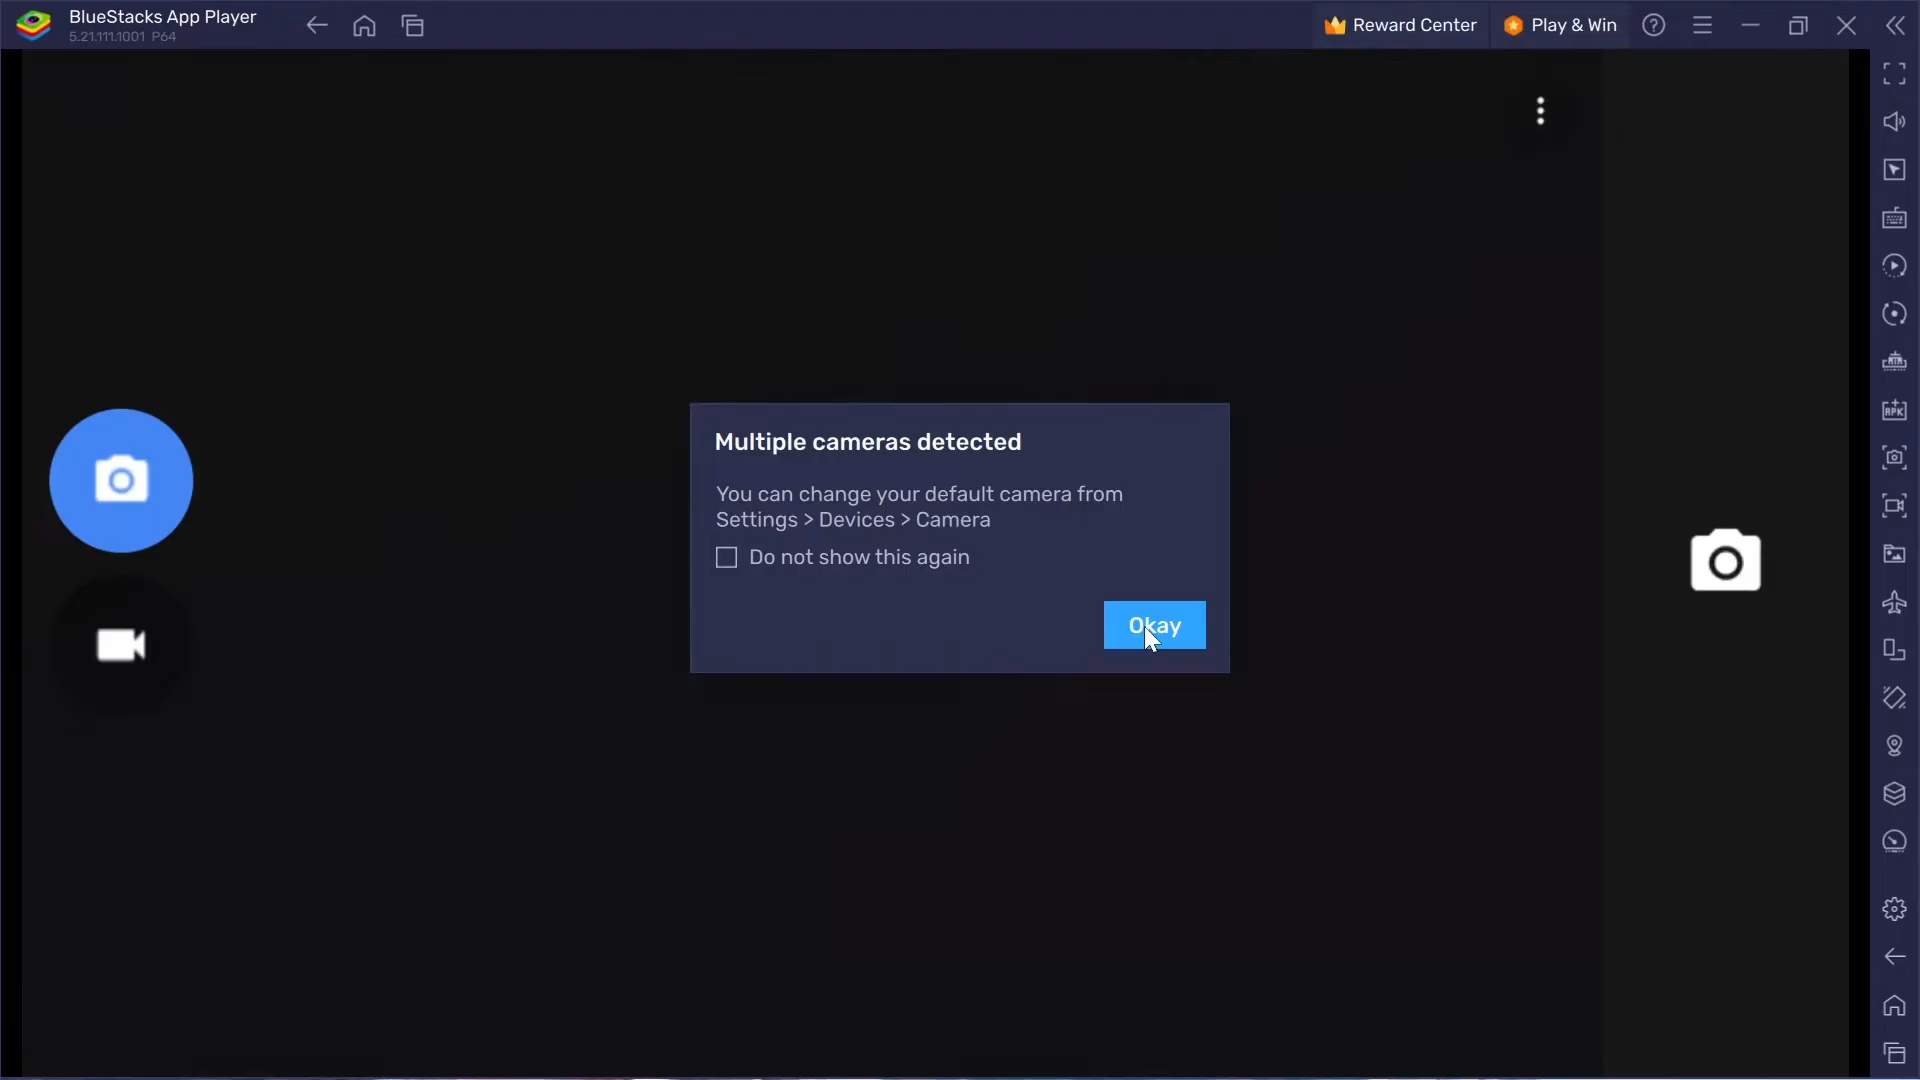 BlueStacks App Player
5.21.111.1001 P64
Reward Center
Play & Win
APK
Multiple cameras detected
You can change your default camera from
Settings > Devices > Camera
Do not show this again
Okay